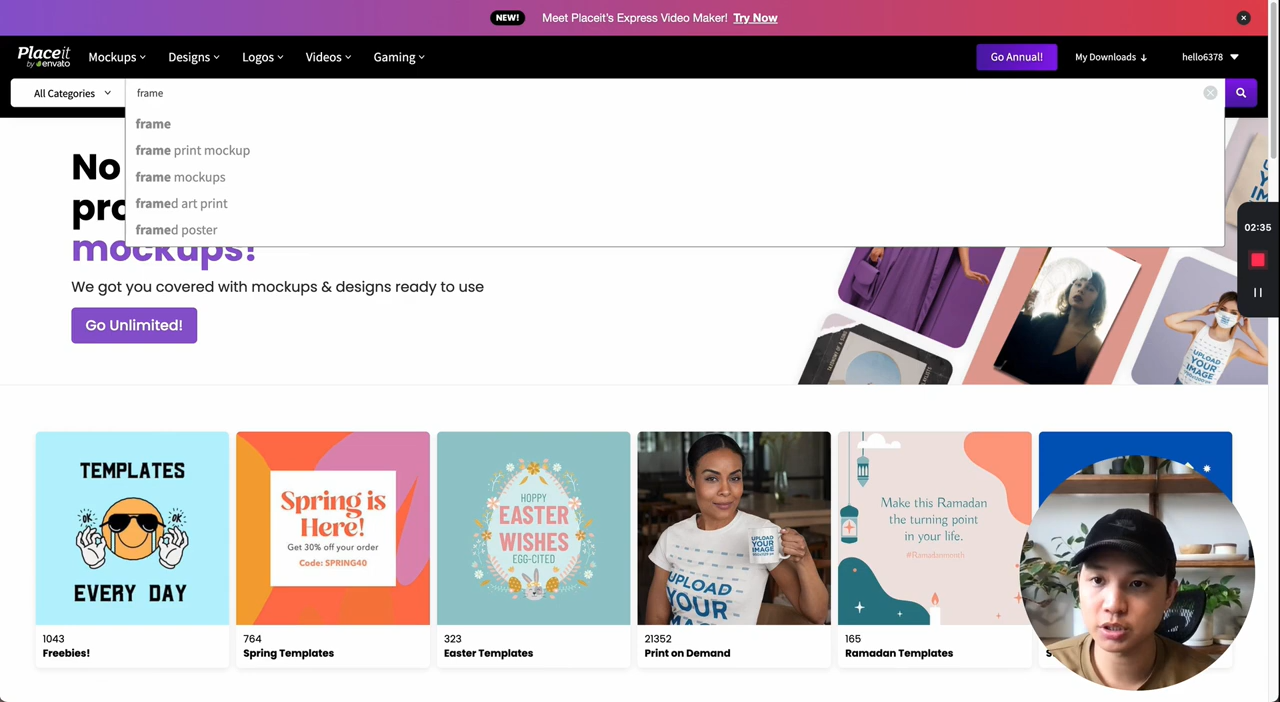 NEW! Meet Placeit's Express Video Maker! Try Now
Placeit
by envato
Mockups
Designs
Logos
Videos
Gaming
Go Annual!
My Downloads
hello6378
All Categories
frame
frame
frame print mockup
frame mockups
framed art print
framed poster
No
pro
mockups!
We got you covered with mockups & designs ready to use
Go Unlimited!
02:35
UPLOAD
YOUR
IMAGE
TEMPLATES
OK
OK
EVERY DAY
1043
Freebies!
Spring is
Here!
Get 30% off your order
Code: SPRING40
764
Spring Templates
HOPPY
EASTER
WISHES
EGG-CITED
323
Easter Templates
UPLOAD
YOUR
IMAGE
UPLOAD
YOUR
21352
Print on Demand
Make this Ramadan
the turning point
in your life.
#Ramadanmonth
165
Ramadan Templates
S